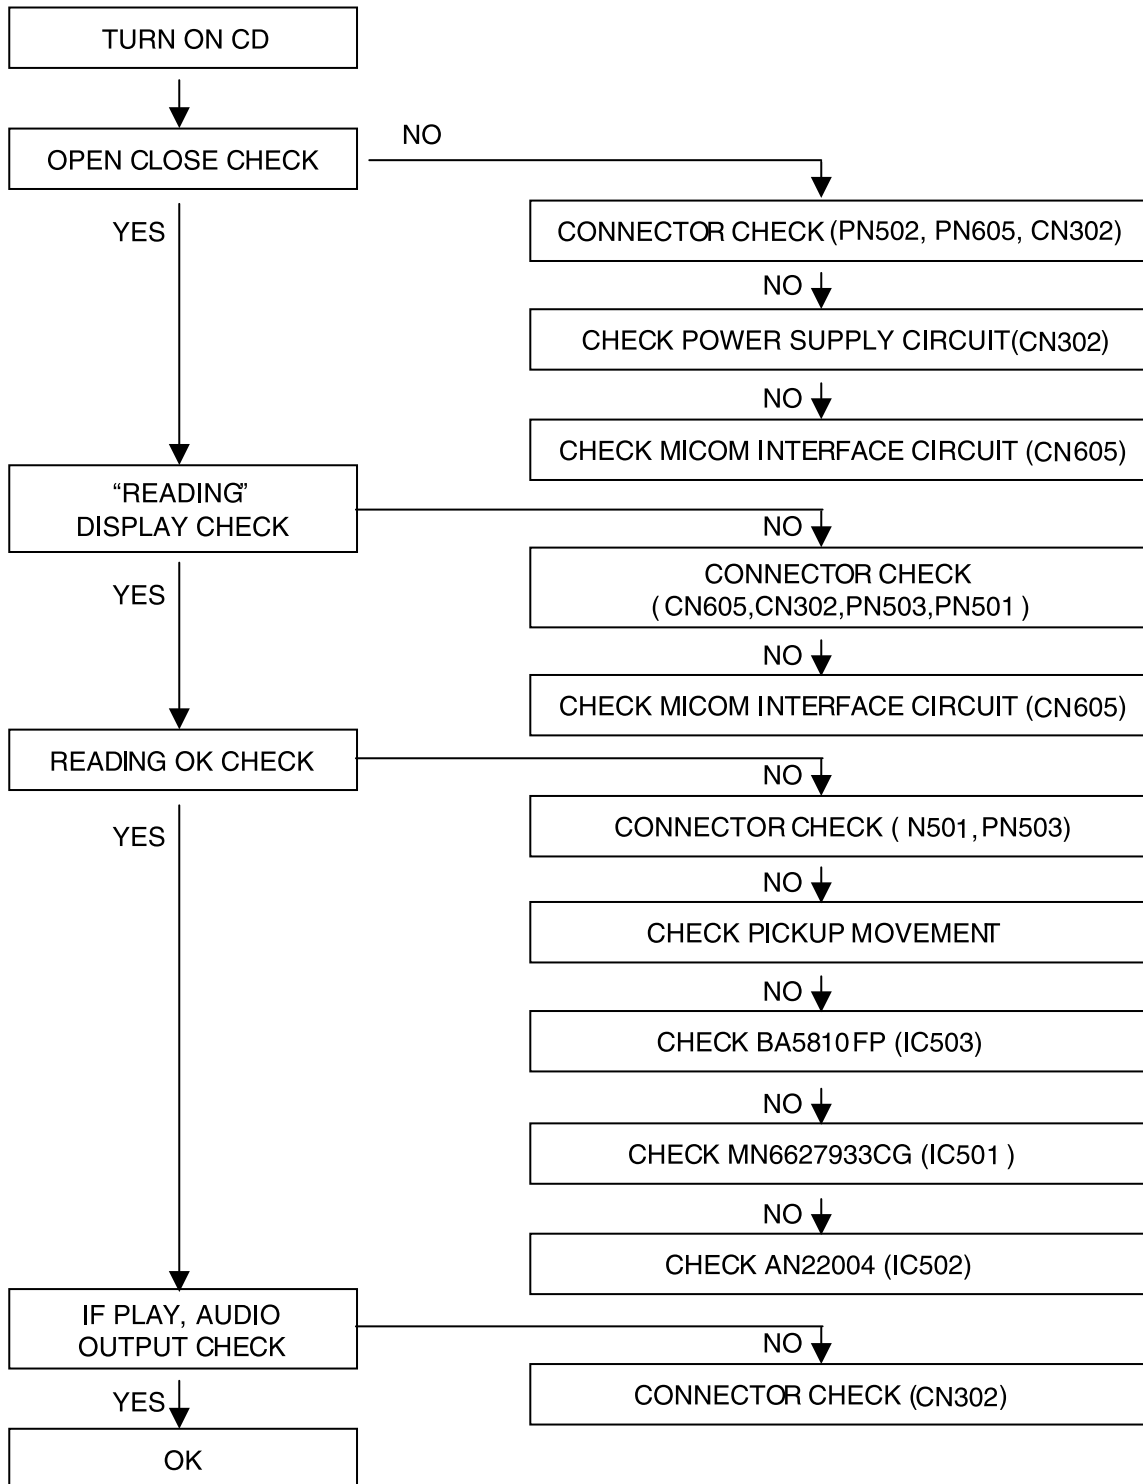 TURN ON CD
OPEN CLOSE CHECK
NO
YES
CONNECTOR CHECK (PN502, PN605, CN302)
NO
CHECK POWER SUPPLY CIRCUIT(CN302)
NO
CHECK MICOM INTERFACE CIRCUIT (CN605)
“READING”
DISPLAY CHECK
NO
YES
CONNECTOR CHECK
( CN605,CN302,PN503,PN501 )
NO
CHECK MICOM INTERFACE CIRCUIT (CN605)
READING OK CHECK
NO
YES
CONNECTOR CHECK ( N501, PN503)
NO
CHECK PICKUP MOVEMENT
NO
CHECK BA5810FP (IC503)
NO
CHECK MN6627933CG (IC501 )
NO
CHECK AN22004 (IC502)
IF PLAY, AUDIO
OUTPUT CHECK
NO
YES
CONNECTOR CHECK (CN302)
OK